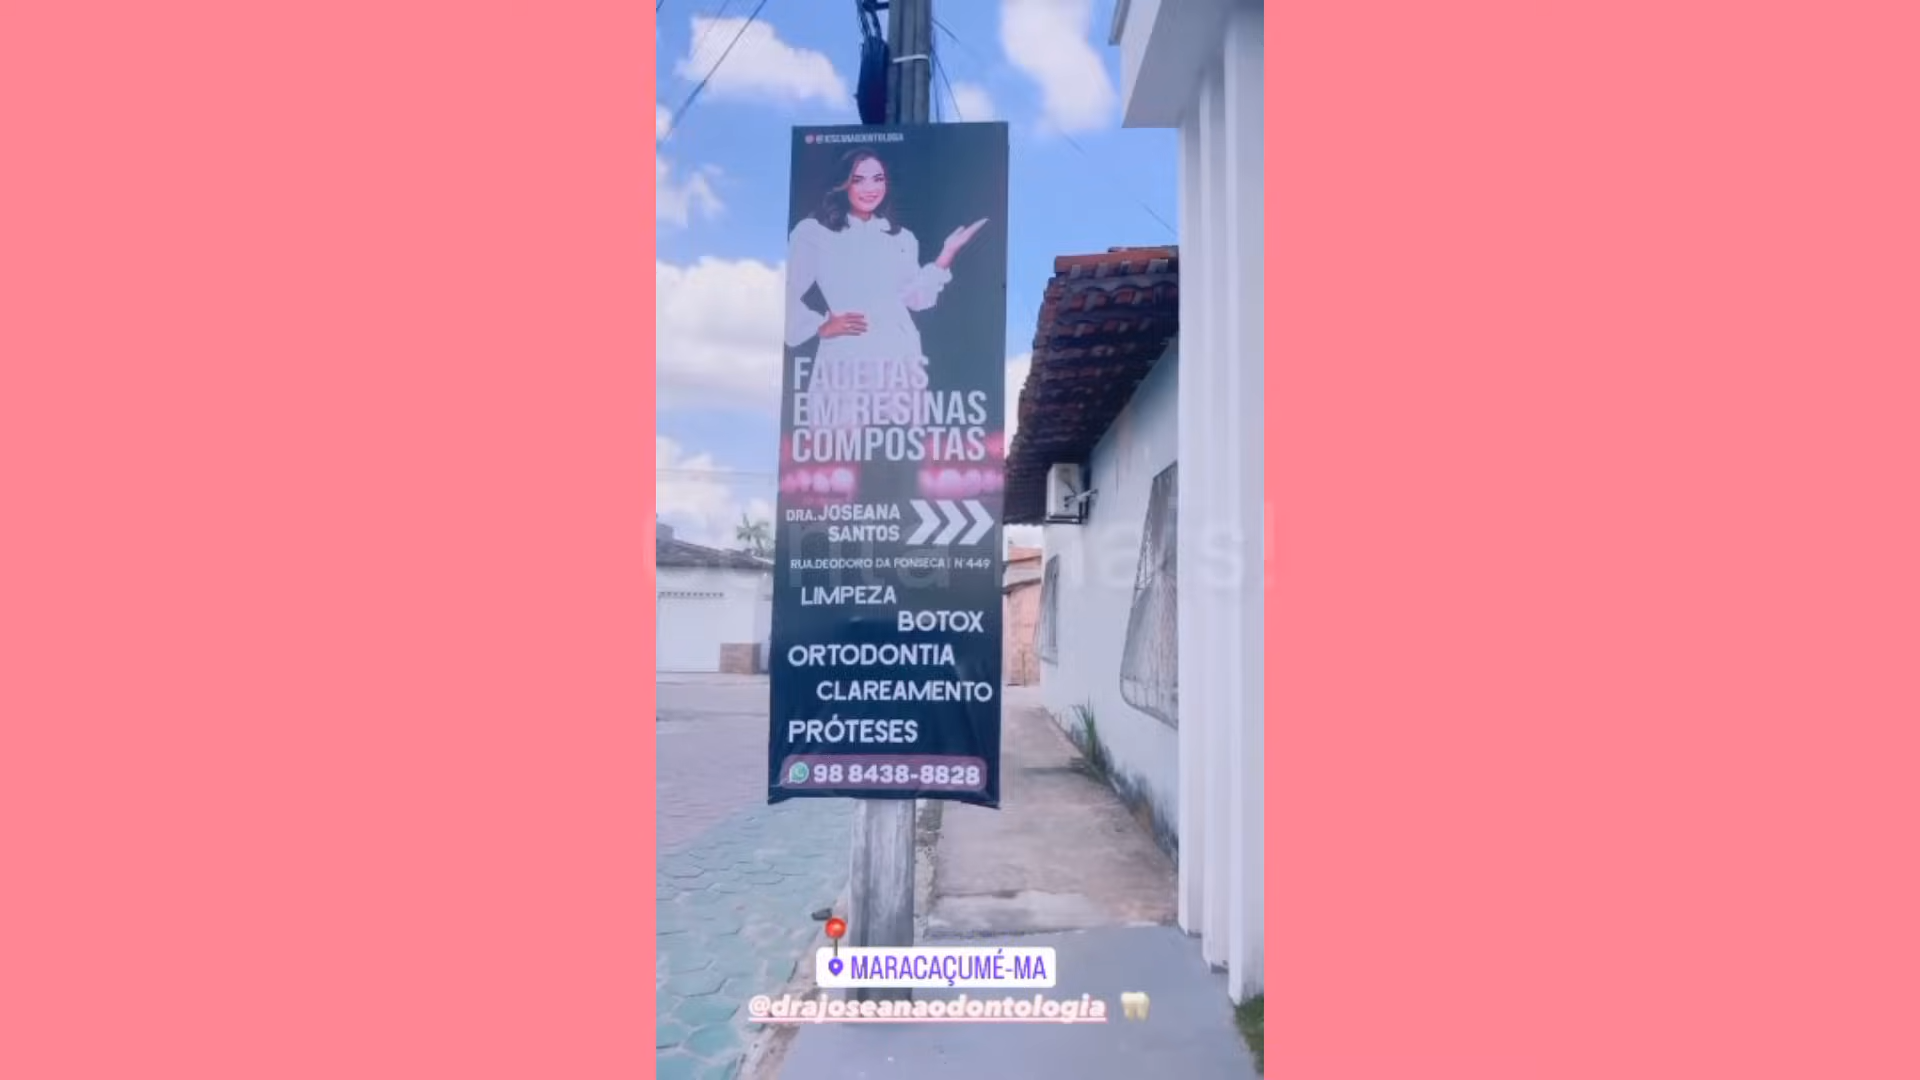 @JOSEANAODONTOLOGIA
FACETAS
EM RESINAS
COMPOSTAS
DRA. JOSEANA
SANTOS
RUA.DEODORO DA FONSECA | N°449
LIMPEZA
BOTOX
ORTODONTIA
CLAREAMENTO
PRÓTESES
98 8438-8828
MARACAÇUMÉ-MA
@drajoseanaodontologia